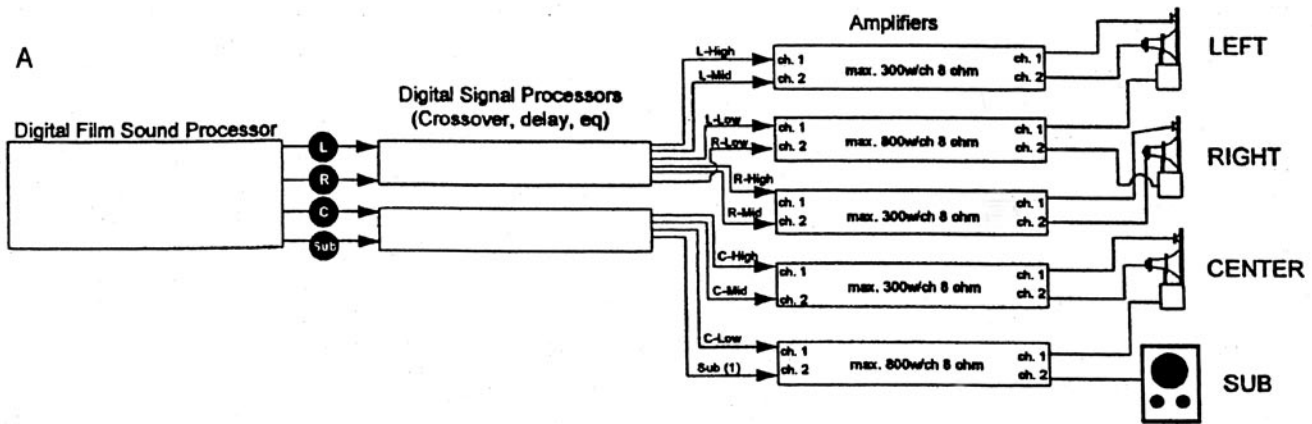 A
Digital Film Sound Processor
L
R
C
Sub
Digital Signal Processors
(Crossover, delay, eq)
Amplifiers
L-High
L-Mid
ch. 1
ch. 2
max. 300w/ch 8 ohm
ch. 1
ch. 2
LEFT
L-Low
R-Low
ch. 1
ch. 2
max. 800w/ch 8 ohm
ch. 1
ch. 2
RIGHT
R-High
R-Mid
ch. 1
ch. 2
max. 300w/ch 8 ohm
ch. 1
ch. 2
C-High
C-Mid
ch. 1
ch. 2
max. 300w/ch 8 ohm
ch. 1
ch. 2
CENTER
C-Low
Sub (1)
ch. 1
ch. 2
max. 800w/ch 8 ohm
ch. 1
ch. 2
SUB